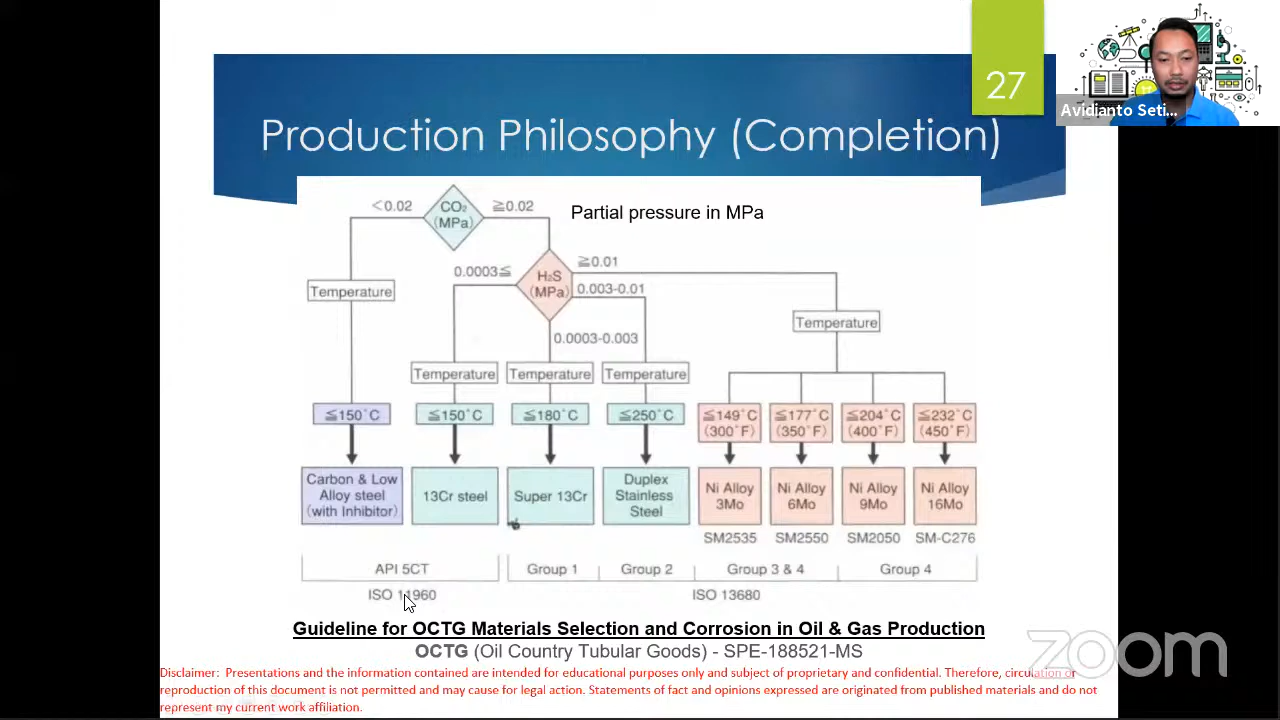 27
Avidianto Seti...
Production Philosophy (Completion)
<0.02
CO₂
(MPa)
≧0.02
Partial pressure in MPa
0.0003≦
H₂S
(MPa)
≧0.01
0.003-0.01
0.0003-0.003
Temperature
Temperature
Temperature
Temperature
Temperature
≦150°C
≦150°C
≦180°C
≦250°C
≦149°C
(300°F)
≦177°C
(350°F)
≦204°C
(400°F)
≦232°C
(450°F)
Carbon & Low
Alloy steel
(with Inhibitor)
13Cr steel
Super 13Cr
Duplex
Stainless
Steel
Ni Alloy
3Mo
Ni Alloy
6Mo
Ni Alloy
9Mo
Ni Alloy
16Mo
SM2535
SM2550
SM2050
SM-C276
API 5CT
Group 1
Group 2
Group 3 & 4
Group 4
ISO 11960
ISO 13680
Guideline for OCTG Materials Selection and Corrosion in Oil & Gas Production
OCTG (Oil Country Tubular Goods) - SPE-188521-MS
zoom
Disclaimer: Presentations and the information contained are intended for educational purposes only and subject of proprietary and confidential. Therefore, circulation or
reproduction of this document is not permitted and may cause for legal action. Statements of fact and opinions expressed are originated from published materials and do not
represent my current work affiliation.